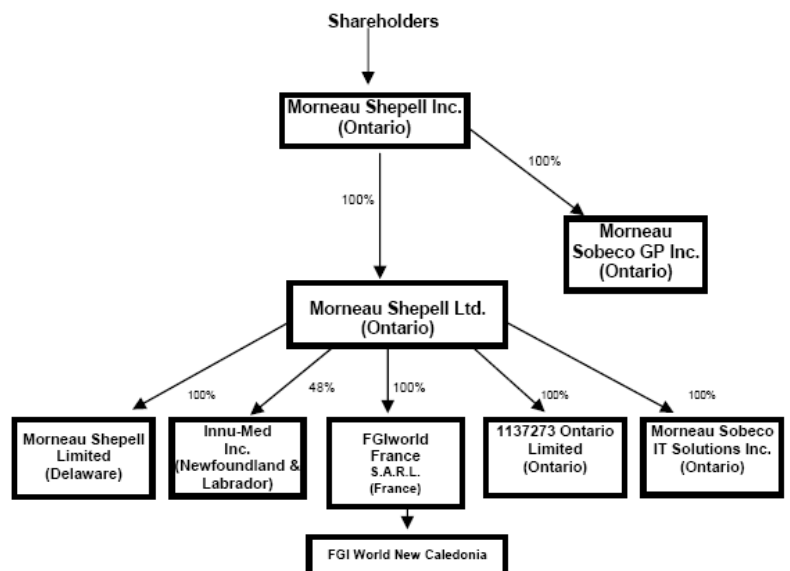 Shareholders
Morneau Shepell Inc.
(Ontario)
100%
100%
Morneau
Sobeco GP Inc.
(Ontario)
Morneau Shepell Ltd.
(Ontario)
100%
48%
100%
100%
100%
Morneau Shepell
Limited
(Delaware)
Innu-Med
Inc.
(Newfoundland &
Labrador)
FGIworld
France
S.A.R.L.
(France)
1137273 Ontario
Limited
(Ontario)
Morneau Sobeco
IT Solutions Inc.
(Ontario)
FGI World New Caledonia